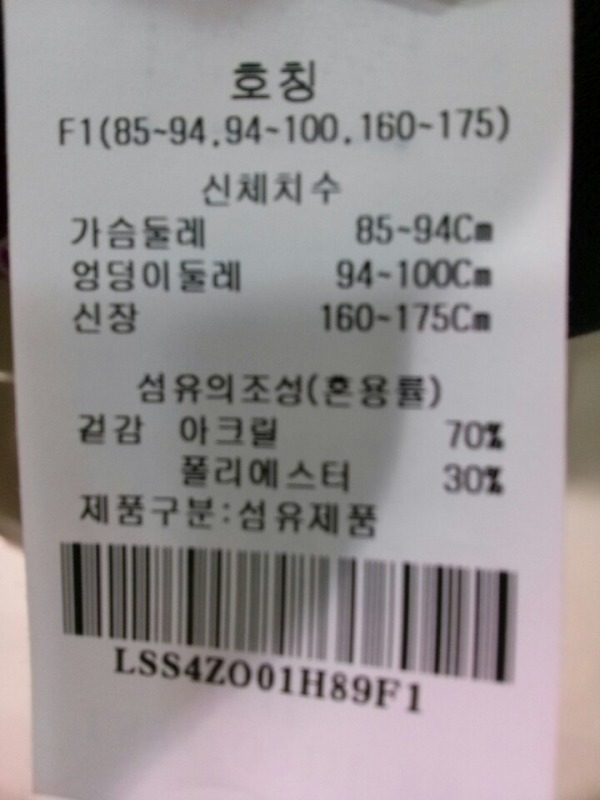 호칭
F1(85~94.94~100.160~175)
신체치수
가슴둘레 85~94Cm
엉덩이둘레 94~100Cm
신장 160~175Cm
섬유의조성(혼용률)
겉감 아크릴 70%
폴리에스터 30%
제품구분:섬유제품
LSS4ZO01H89F1